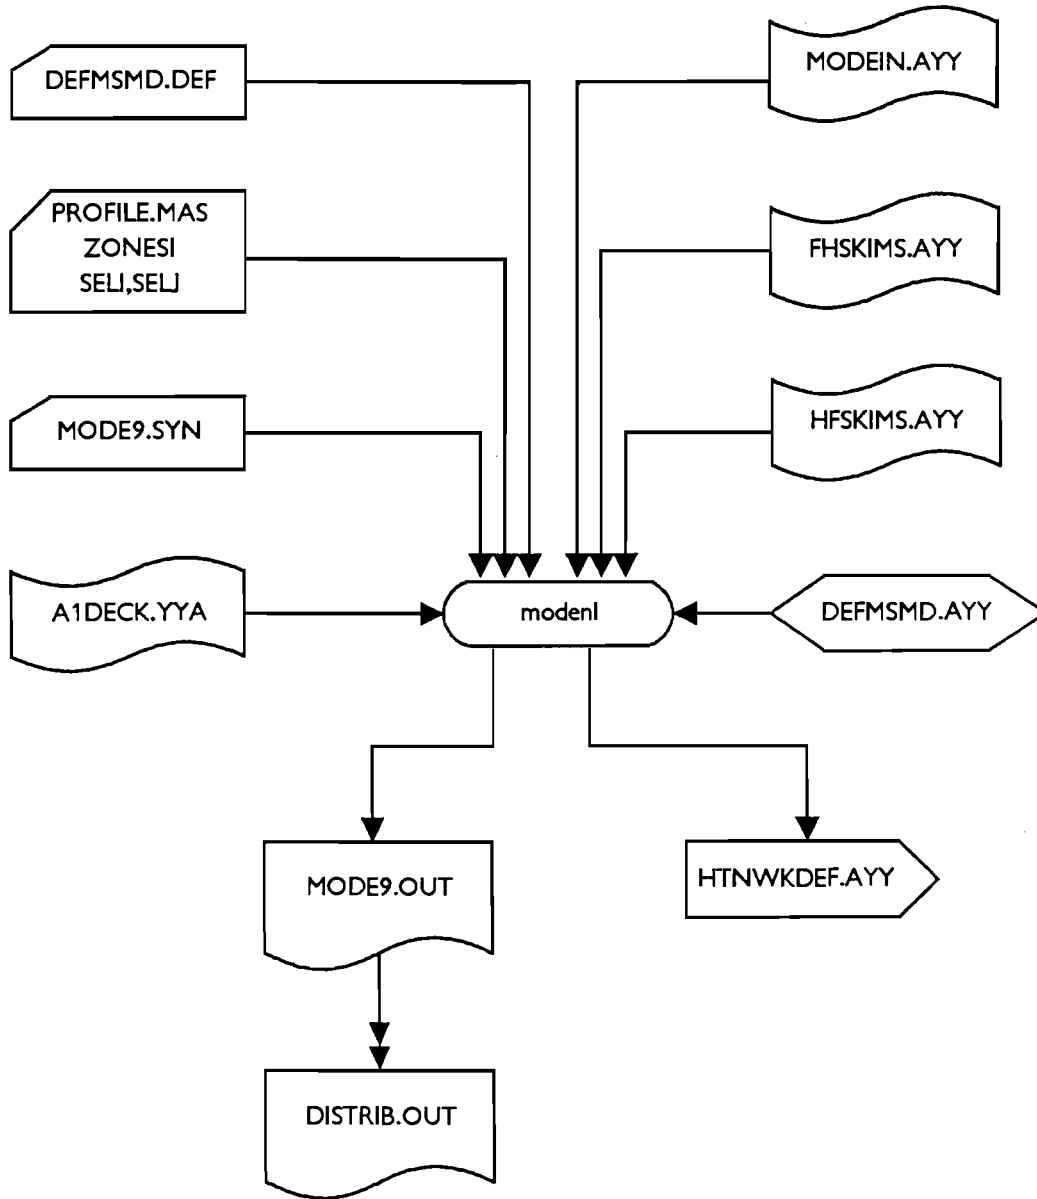 DEFMSMD.DEF
MODEIN.AYY
PROFILE.MAS
ZONESI
SELI,SELJ
FHSKIMS.AYY
MODE9.SYN
HFSKIMS.AYY
A1DECK.YYA
modenl
DEFMSMD.AYY
MODE9.OUT
HTNWKDEF.AYY
DISTRIB.OUT